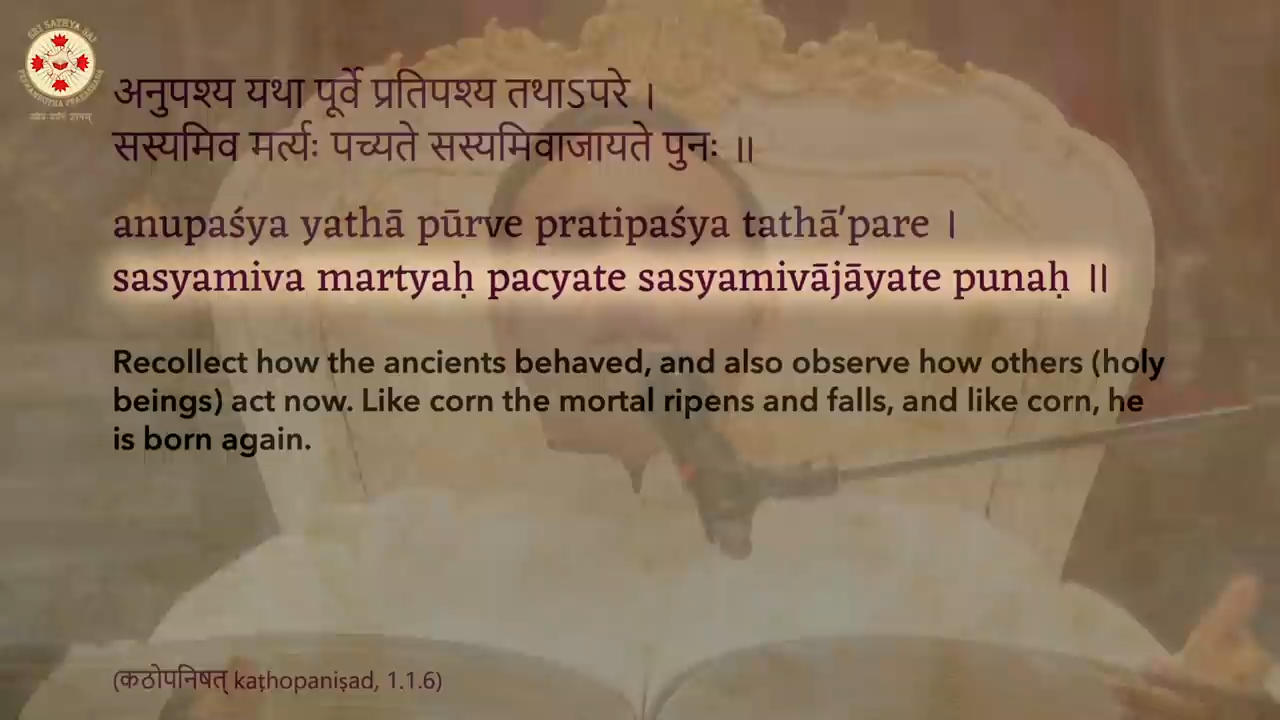 SRI SATHYA SAI
अनुपश्य यथा पूर्वे प्रतिपश्य तथाऽपरे ।
सस्यमिव मर्त्यः पच्यते सस्यमिवाजायते पुनः ॥
anupaśya yathā pūrve pratipaśya tathā'pare ।
sasyamiva martyaḥ pacyate sasyamivājāyate punaḥ ॥
Recollect how the ancients behaved, and also observe how others (holy
beings) act now. Like corn the mortal ripens and falls, and like corn, he
is born again.
(कठोपनिषत् kaṭhopaniṣad, 1.1.6)